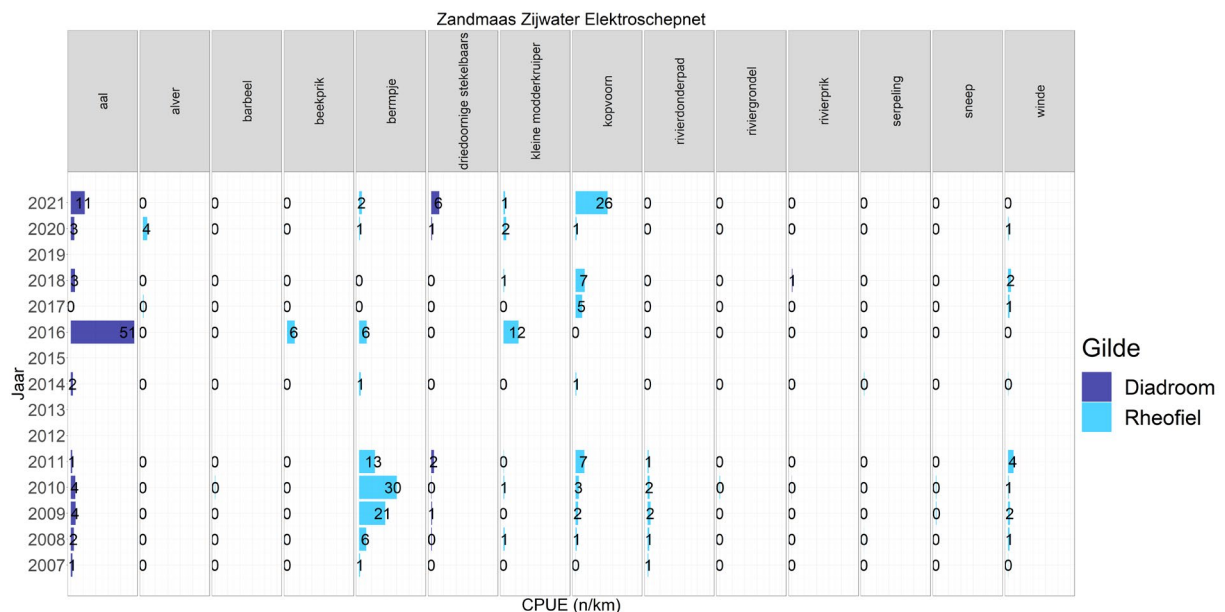 Zandmaas Zijwater Elektroschepnet
aal
alver
barbeel
beekprik
bermpje
driedoornige stekelbaars
kleine modderkruiper
kopvoorn
rivierdonderpad
riviergrondel
rivierprik
serpeling
sneep
winde
2021 11 0 0 0 2 6 1 26 0 0 0 0 0 0
2020 3 4 0 0 1 1 2 1 0 0 0 0 0 1
2019
2018 3 0 0 0 0 0 1 7 0 0 1 0 0 2
2017 0 0 0 0 0 0 0 5 0 0 0 0 0 1
2016 51 0 0 6 6 0 12 0 0 0 0 0 0 0
2015
2014 2 0 0 0 1 0 0 1 0 0 0 0 0 0
2013
2012
2011 1 0 0 0 13 2 0 7 1 0 0 0 0 4
2010 4 0 0 0 30 0 1 3 2 0 0 0 0 1
2009 4 0 0 0 21 1 0 2 2 0 0 0 0 2
2008 2 0 0 0 6 0 1 1 1 0 0 0 0 1
2007 1 0 0 0 1 0 0 0 1 0 0 0 0 0
Jaar
CPUE (n/km)
Gilde
Diadroom
Rheofiel